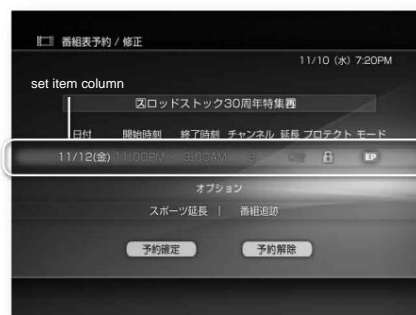 番組表予約 / 修正
11/10 (水) 7:20PM
set item column
🅂ロッドストック30周年特集🈞
日付 開始時刻 終了時刻 チャンネル 延長 プロテクト モード
11/12(金) 11:00PM 3:00AM EP
オプション
スポーツ延長 | 番組追跡
予約確定 予約解除